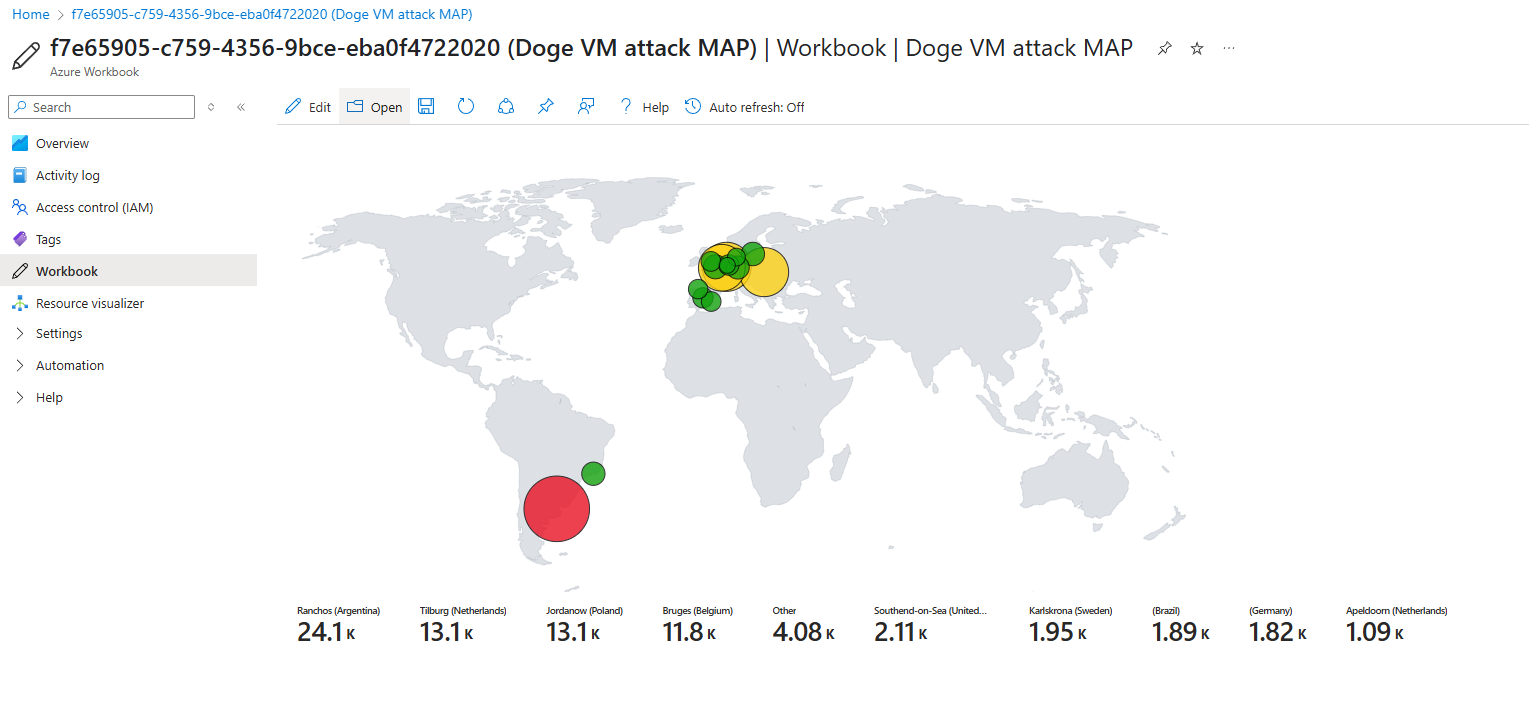 Home > f7e65905-c759-4356-9bce-eba0f4722020 (Doge VM attack MAP)
f7e65905-c759-4356-9bce-eba0f4722020 (Doge VM attack MAP) | Workbook | Doge VM attack MAP
Azure Workbook
Search
Edit Open Help Auto refresh: Off
Overview
Activity log
Access control (IAM)
Tags
Workbook
Resource visualizer
Settings
Automation
Help
Ranchos (Argentina) Tilburg (Netherlands) Jordanow (Poland) Bruges (Belgium) Other Southend-on-Sea (United... Karlskrona (Sweden) (Brazil) (Germany) Apeldoorn (Netherlands)
24.1 K 13.1 K 13.1 K 11.8 K 4.08 K 2.11 K 1.95 K 1.89 K 1.82 K 1.09 K